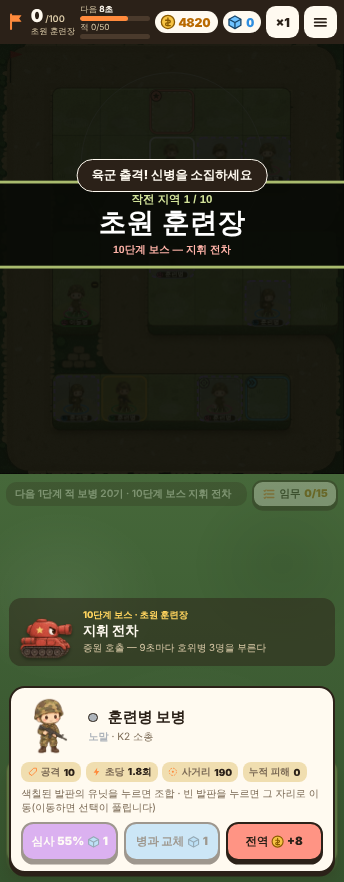 0 /100
초원 훈련장
다음 8초
적 0/50
4820
0
×1
육군 출격! 신병을 소집하세요
작전 지역 1 / 10
초원 훈련장
10단계 보스 — 지휘 전차
다음 1단계 적 보병 20기 · 10단계 보스 지휘 전차
임무 0/15
10단계 보스 · 초원 훈련장
지휘 전차
증원 호출 — 9초마다 호위병 3명을 부른다
훈련병 보병
노말 · K2 소총
공격 10
초당 1.8회
사거리 190
누적 피해 0
색칠된 발판의 유닛을 누르면 조합 · 빈 발판을 누르면 그 자리로 이
동(이동하면 선택이 풀립니다)
심사 55% 1
병과 교체 1
전역 +8